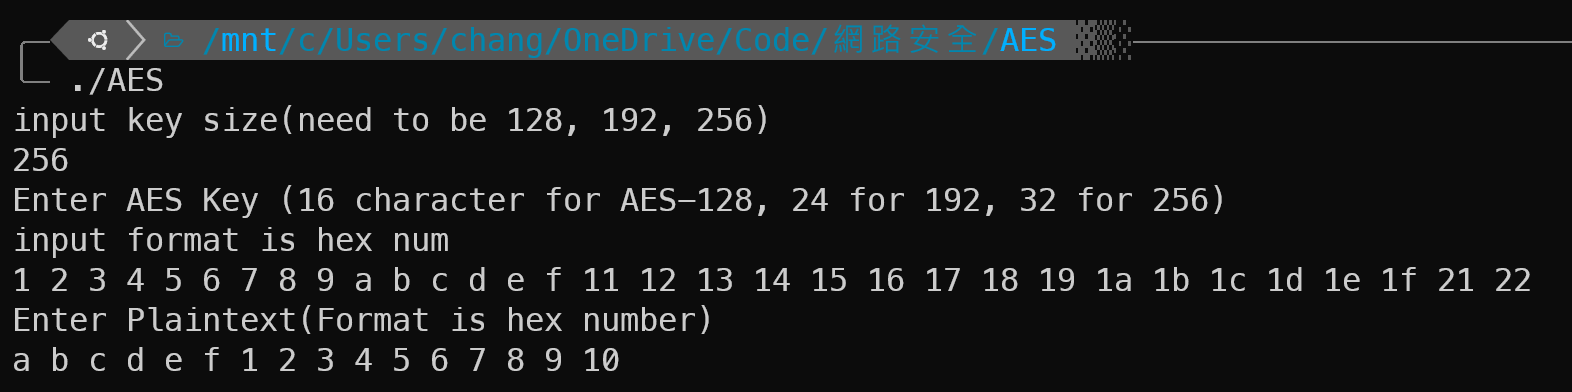 /mnt/c/Users/chang/OneDrive/Code/網路安全/AES
./AES
input key size(need to be 128, 192, 256)
256
Enter AES Key (16 character for AES-128, 24 for 192, 32 for 256)
input format is hex num
1 2 3 4 5 6 7 8 9 a b c d e f 11 12 13 14 15 16 17 18 19 1a 1b 1c 1d 1e 1f 21 22
Enter Plaintext(Format is hex number)
a b c d e f 1 2 3 4 5 6 7 8 9 10